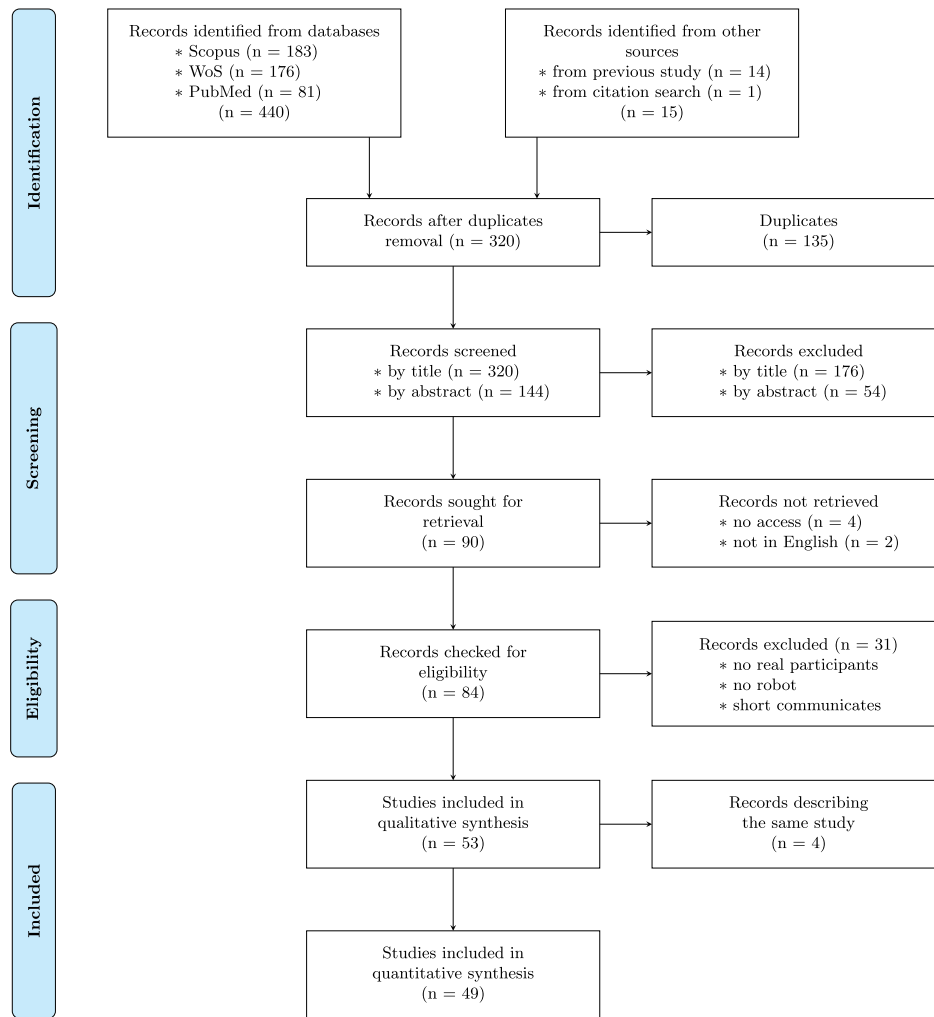 Identification
Records identified from databases
* Scopus (n = 183)
* WoS (n = 176)
* PubMed (n = 81)
(n = 440)
Records identified from other
sources
* from previous study (n = 14)
* from citation search (n = 1)
(n = 15)
Records after duplicates
removal (n = 320)
Duplicates
(n = 135)
Screening
Records screened
* by title (n = 320)
* by abstract (n = 144)
Records excluded
* by title (n = 176)
* by abstract (n = 54)
Records sought for
retrieval
(n = 90)
Records not retrieved
* no access (n = 4)
* not in English (n = 2)
Eligibility
Records checked for
eligibility
(n = 84)
Records excluded (n = 31)
* no real participants
* no robot
* short communicates
Included
Studies included in
qualitative synthesis
(n = 53)
Records describing
the same study
(n = 4)
Studies included in
quantitative synthesis
(n = 49)